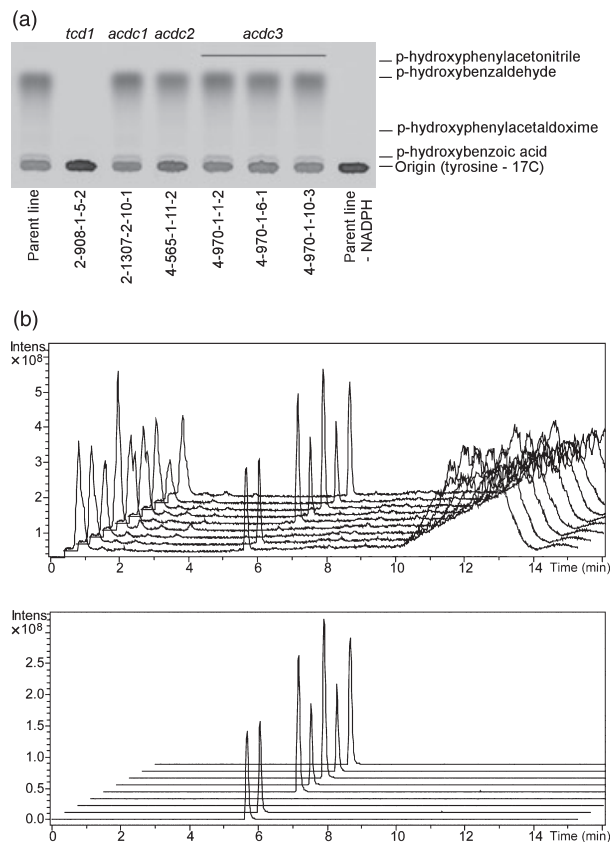 (a)
tcd1 acdc1 acdc2 acdc3
p-hydroxyphenylacetonitrile
p-hydroxybenzaldehyde
p-hydroxyphenylacetaldoxime
p-hydroxybenzoic acid
Origin (tyrosine - 17C)
Parent line
2-908-1-5-2
2-1307-2-10-1
4-565-1-11-2
4-970-1-1-2
4-970-1-6-1
4-970-1-10-3
Parent line
- NADPH
(b)
Intens.
×10⁸
5
4
3
2
1
0 2 4 6 8 10 12 14 Time (min)
Intens.
×10⁸
2.5
2.0
1.5
1.0
0.5
0.0
0 2 4 6 8 10 12 14 Time (min)